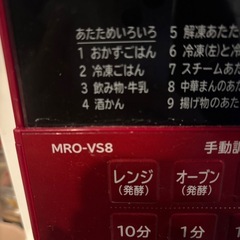 あたためいろいろ
1 おかず·ごはん
2 冷凍ごはん
3 飲み物·牛乳
4 酒かん
5 解凍あたた
6 冷凍(左)と冷
7 スチームあたた
8 中華まんのあた
9 揚げ物のあたた
MRO-VS8
手動調
レンジ
(発酵)
オーブン
(発酵)
10分
1分